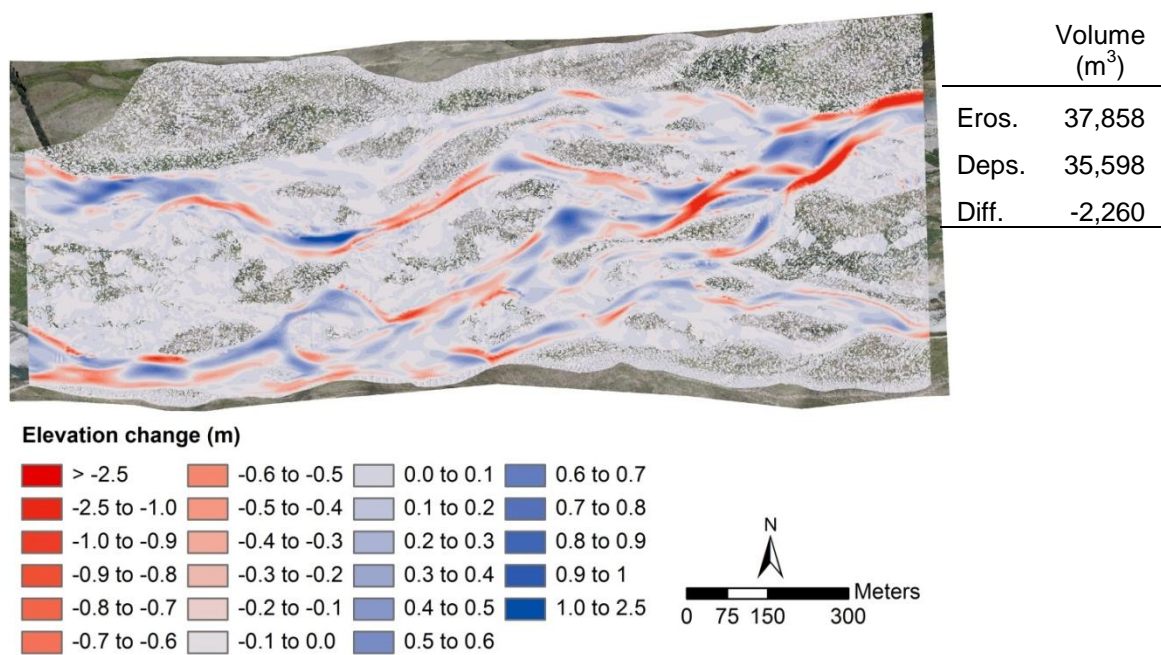 Volume
(m³)
Eros. 37,858
Deps. 35,598
Diff. -2,260
Elevation change (m)
> -2.5 -0.6 to -0.5 0.0 to 0.1 0.6 to 0.7
-2.5 to -1.0 -0.5 to -0.4 0.1 to 0.2 0.7 to 0.8
-1.0 to -0.9 -0.4 to -0.3 0.2 to 0.3 0.8 to 0.9
-0.9 to -0.8 -0.3 to -0.2 0.3 to 0.4 0.9 to 1
-0.8 to -0.7 -0.2 to -0.1 0.4 to 0.5 1.0 to 2.5
-0.7 to -0.6 -0.1 to 0.0 0.5 to 0.6
N
Meters
0 75 150 300